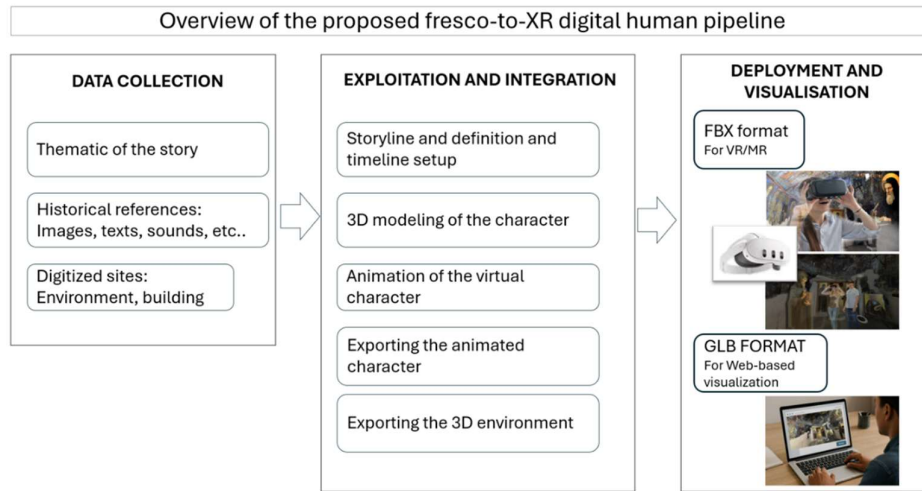 Overview of the proposed fresco-to-XR digital human pipeline
DATA COLLECTION
Thematic of the story
Historical references:
Images, texts, sounds, etc..
Digitized sites:
Environment, building
EXPLOITATION AND INTEGRATION
Storyline and definition and
timeline setup
3D modeling of the character
Animation of the virtual
character
Exporting the animated
character
Exporting the 3D environment
DEPLOYMENT AND
VISUALISATION
FBX format
For VR/MR
GLB FORMAT
For Web-based
visualization